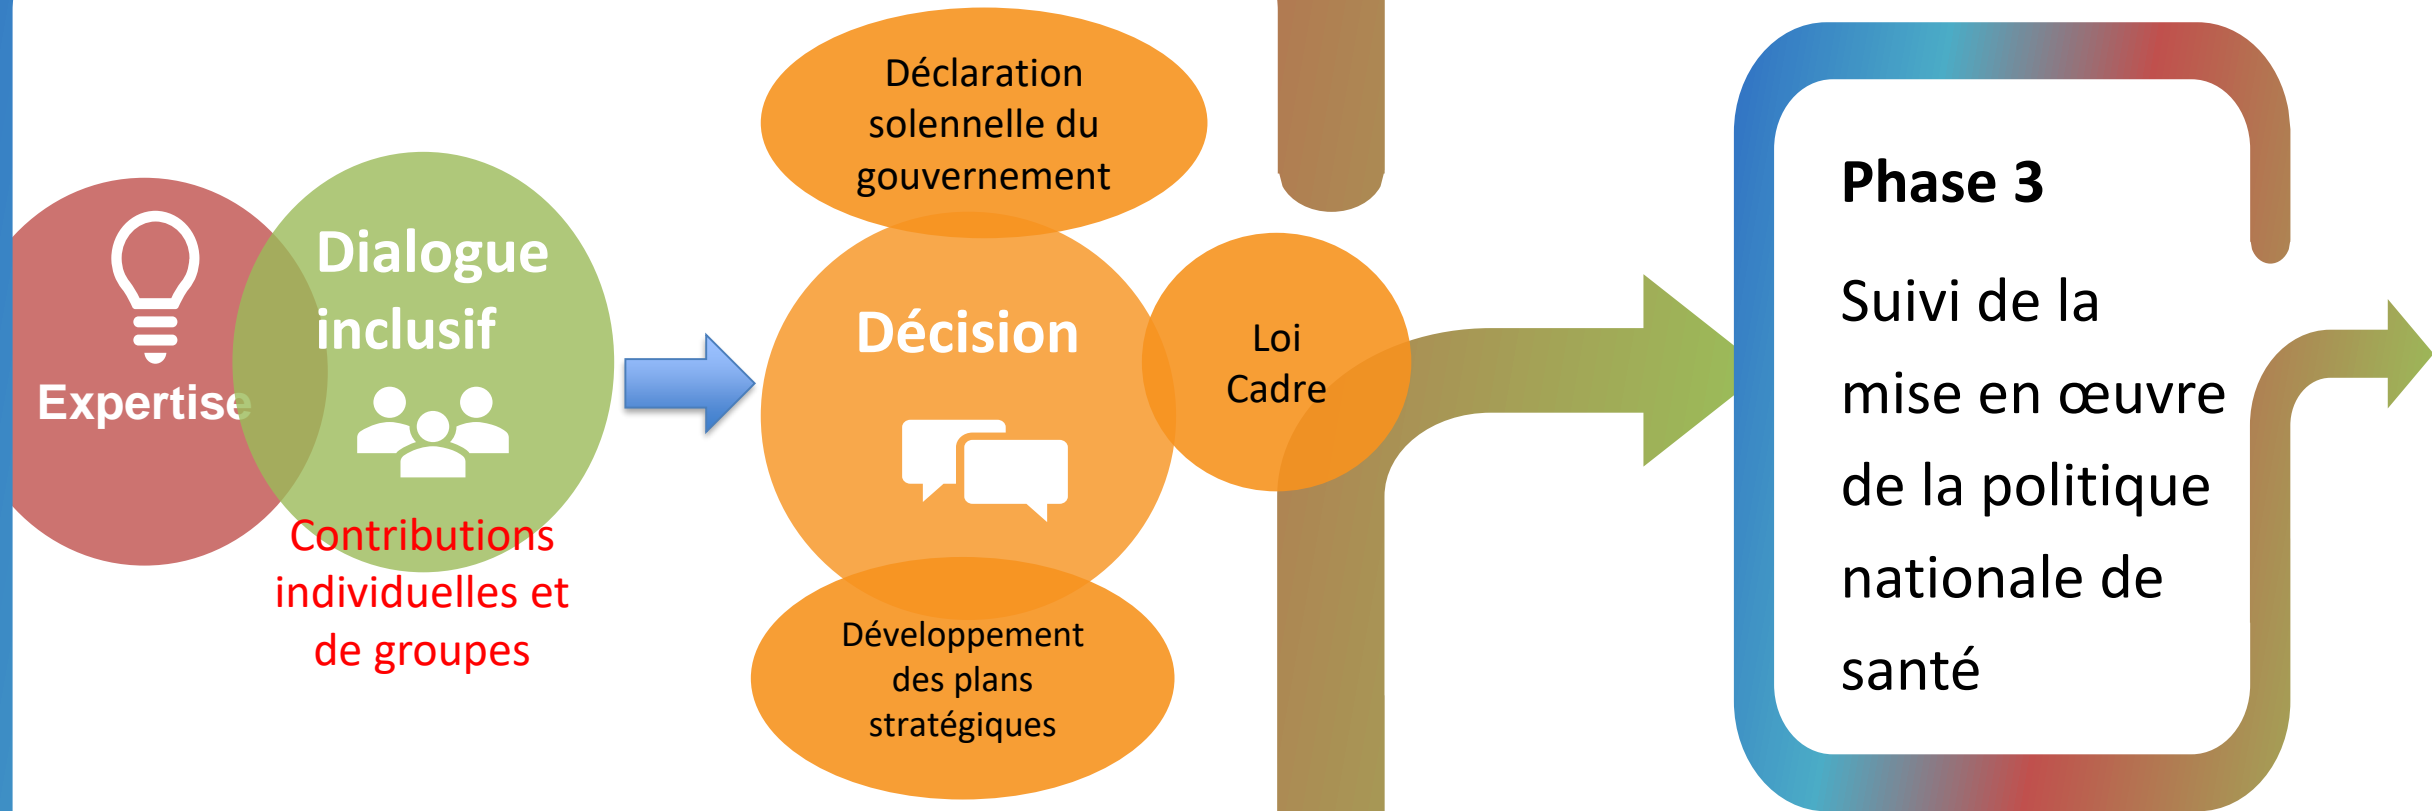 Expertise
Dialogue
inclusif
Contributions
individuelles et
de groupes
Déclaration
solennelle du
gouvernement
Décision
Loi
Cadre
Développement
des plans
stratégiques
Phase 3
Suivi de la
mise en œuvre
de la politique
nationale de
santé